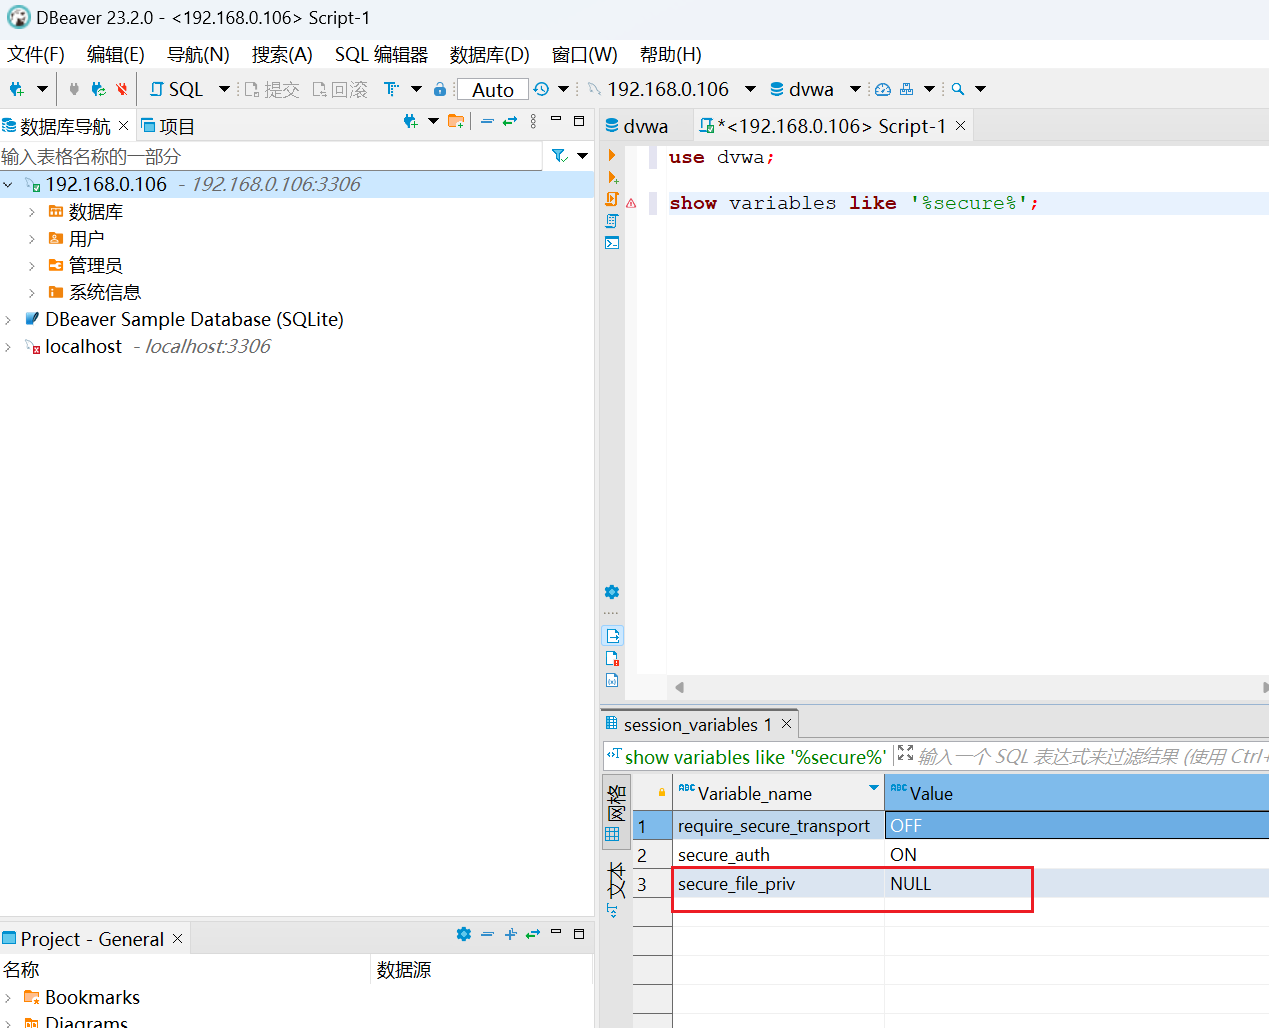 DBeaver 23.2.0 - <192.168.0.106> Script-1
文件(F) 编辑(E) 导航(N) 搜索(A) SQL 编辑器 数据库(D) 窗口(W) 帮助(H)
SQL 提交 回滚 Auto 192.168.0.106 dvwa
数据库导航 项目
输入表格名称的一部分
192.168.0.106 - 192.168.0.106:3306
数据库
用户
管理员
系统信息
DBeaver Sample Database (SQLite)
localhost - localhost:3306
Project - General
名称 数据源
Bookmarks
Diagrams
dvwa *<192.168.0.106> Script-1
use dvwa;
show variables like '%secure%';
session_variables 1
show variables like '%secure%' 输入一个 SQL 表达式来过滤结果 (使用 Ctrl+
网格
文本
ABC Variable_name ABC Value
1 require_secure_transport OFF
2 secure_auth ON
3 secure_file_priv NULL